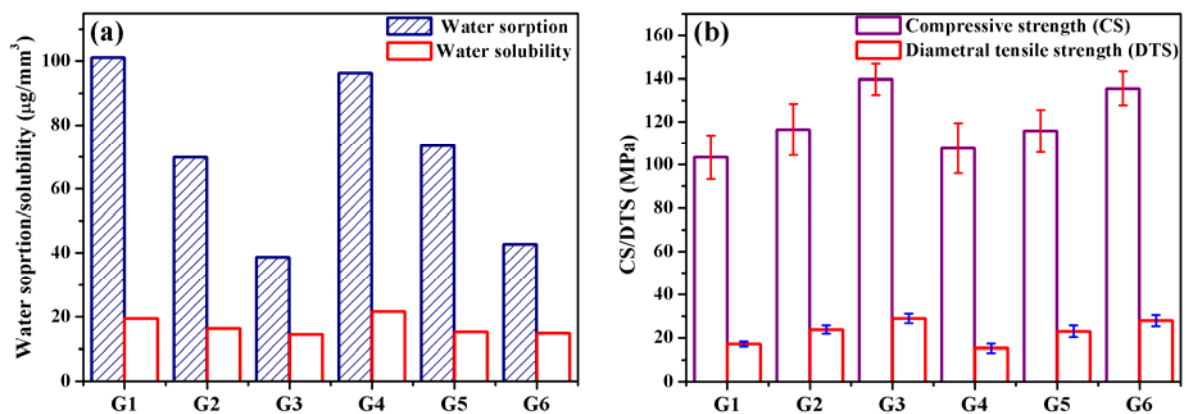 (a)
Water sorption
Water solubility
Water soprtion/solubility (μg/mm³)
100
80
60
40
20
0
G1 G2 G3 G4 G5 G6
(b)
Compressive strength (CS)
Diametral tensile strength (DTS)
CS/DTS (MPa)
160
140
120
100
80
60
40
20
0
G1 G2 G3 G4 G5 G6